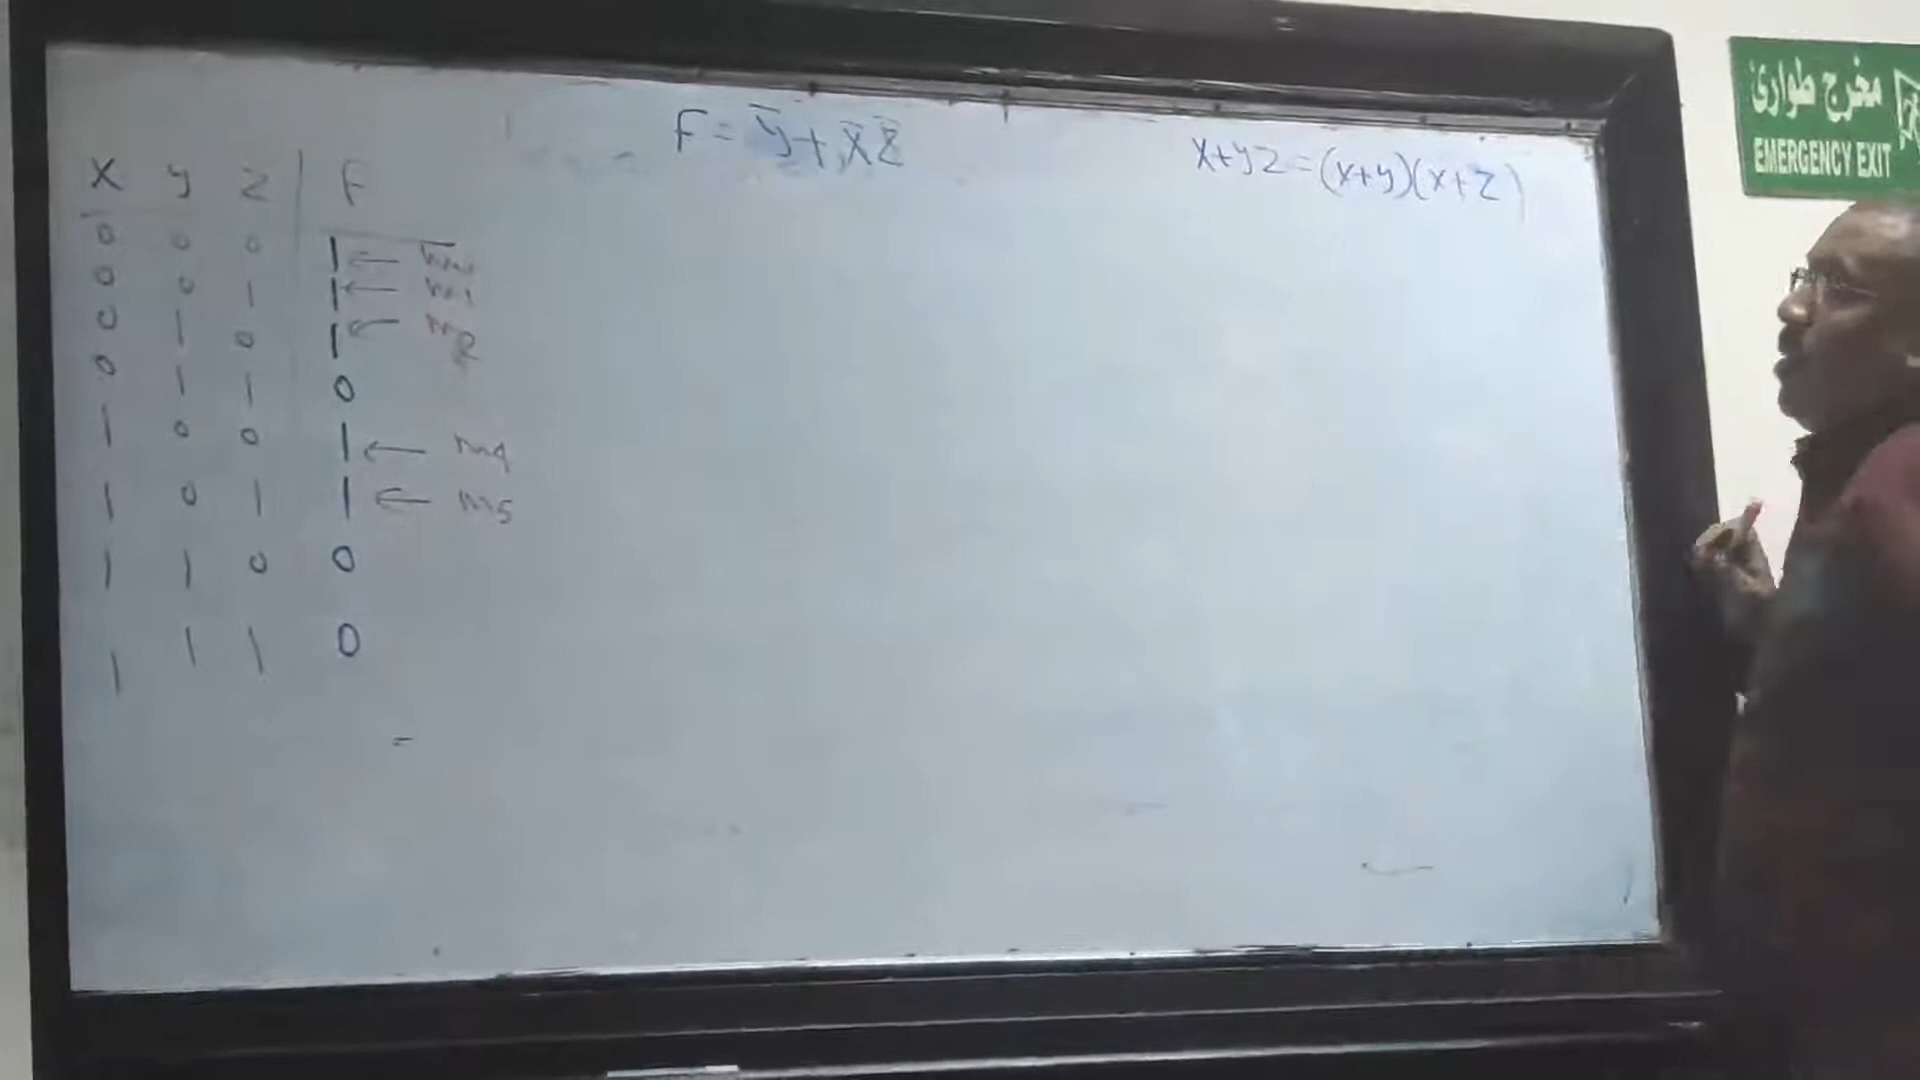 F = y̅ + x̅ z̅
x+yz = (x+y)(x+z)
x y z | F
0 0 0 1 ← m0
0 0 1 1 ← m1
0 1 0 1 ← m2
0 1 1 0
1 0 0 1 ← m4
1 0 1 1 ← m5
1 1 0 0
1 1 1 0
مخرج طوارئ
EMERGENCY EXIT